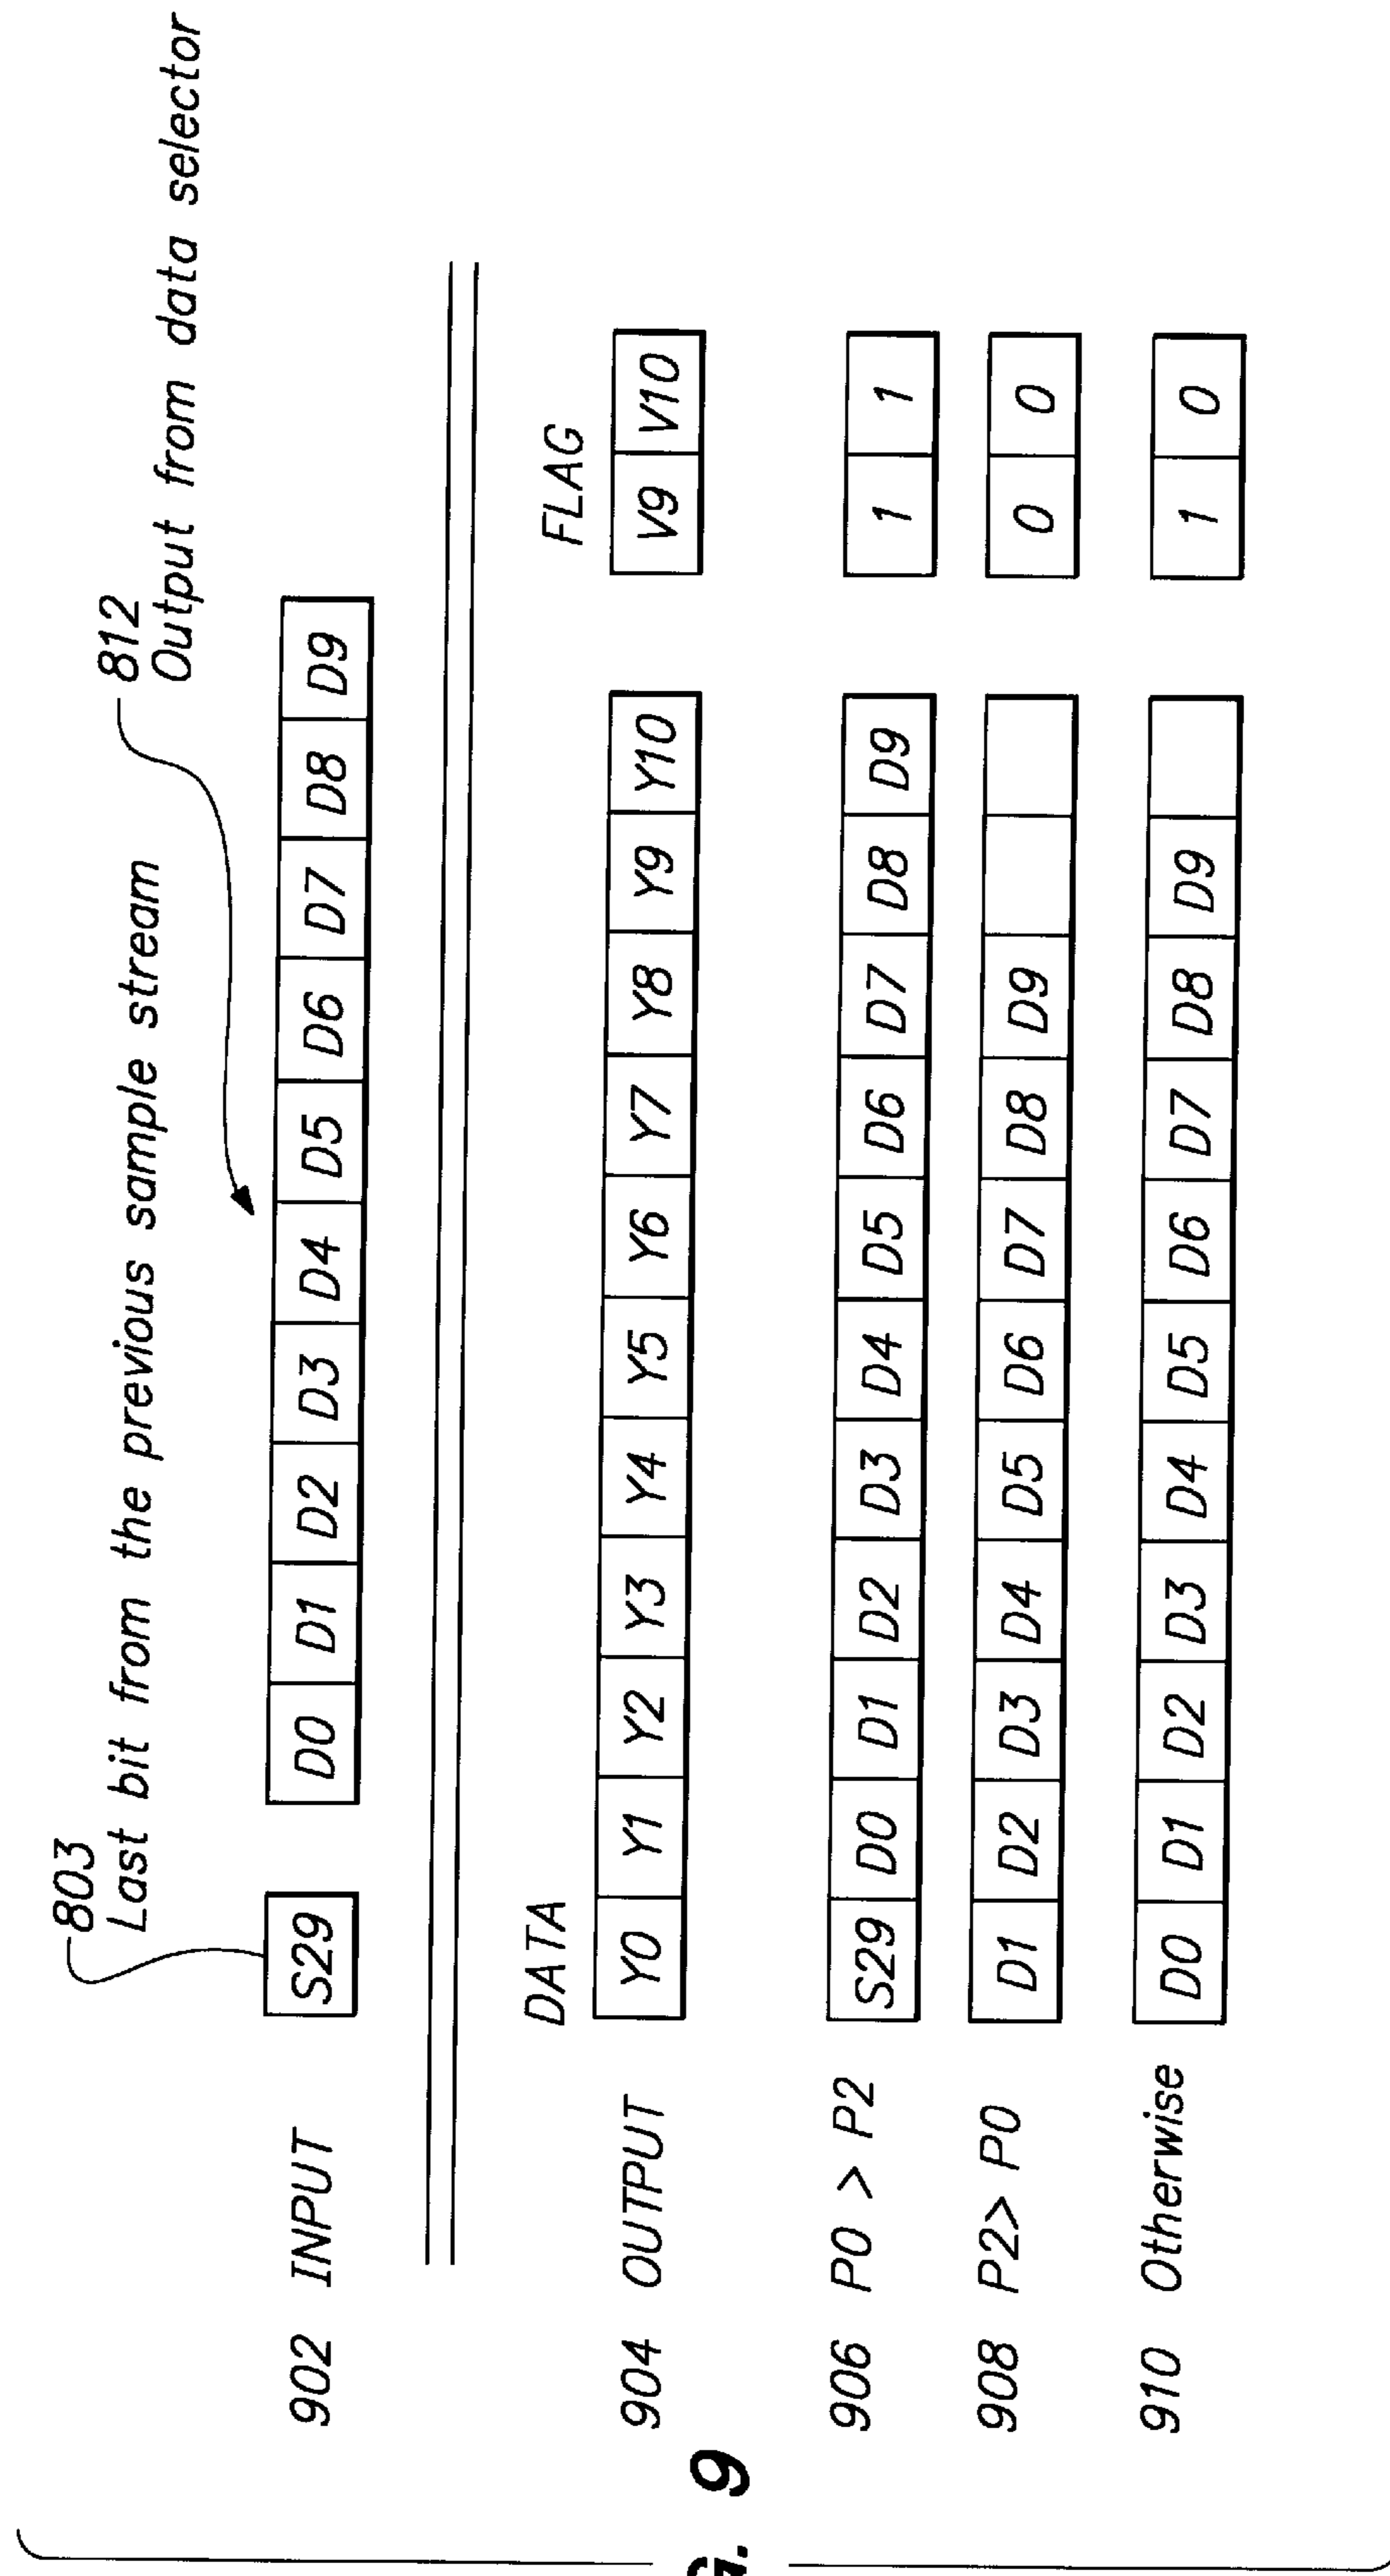 803
Last bit from the previous sample stream
812
Output from data selector
902 INPUT S29 D0 D1 D2 D3 D4 D5 D6 D7 D8 D9
DATA FLAG
904 OUTPUT Y0 Y1 Y2 Y3 Y4 Y5 Y6 Y7 Y8 Y9 Y10 V9 V10
906 P0 > P2 S29 D0 D1 D2 D3 D4 D5 D6 D7 D8 D9 1 1
908 P2> P0 D1 D2 D3 D4 D5 D6 D7 D8 D9 0 0
910 Otherwise D0 D1 D2 D3 D4 D5 D6 D7 D8 D9 1 0
9